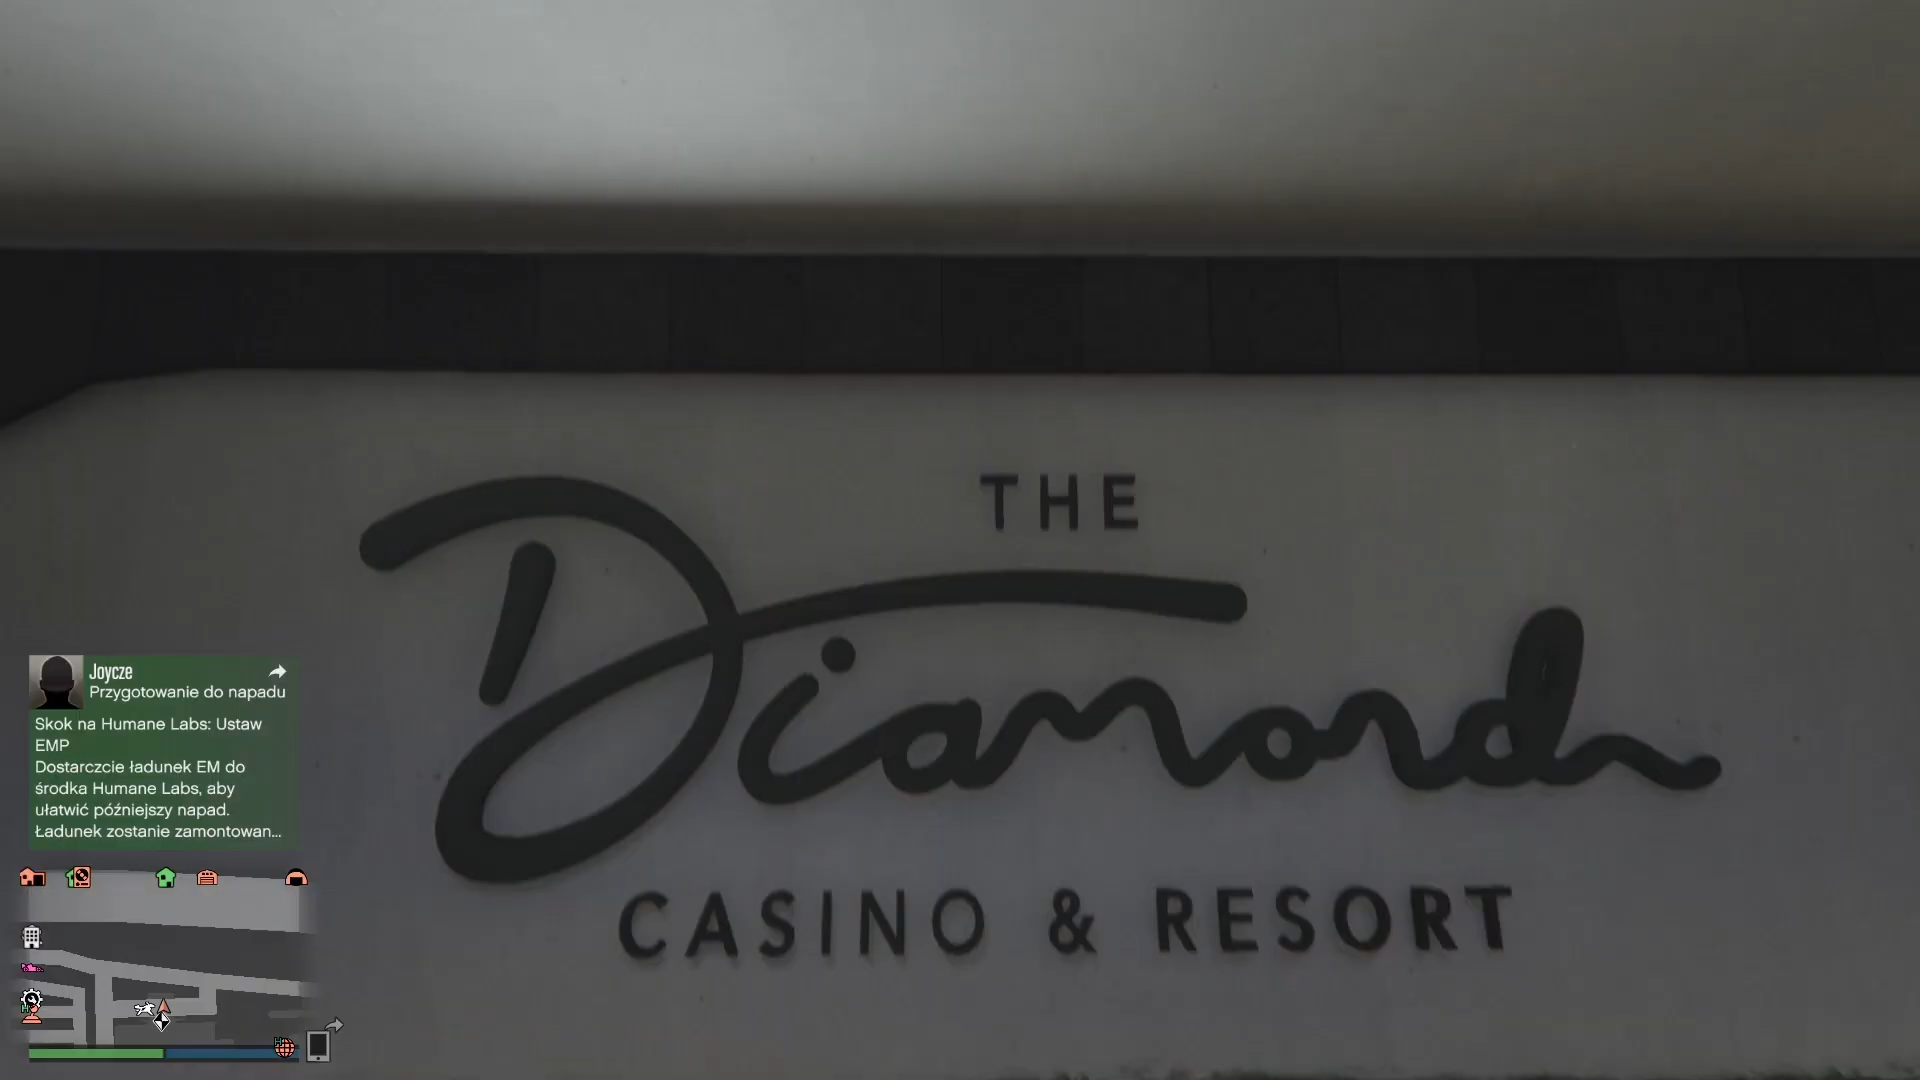 THE
Diamond
CASINO & RESORT
Joycze
Przygotowanie do napadu
Skok na Humane Labs: Ustaw
EMP
Dostarczcie ładunek EM do
środka Humane Labs, aby
ułatwić późniejszy napad.
Ładunek zostanie zamontowan...